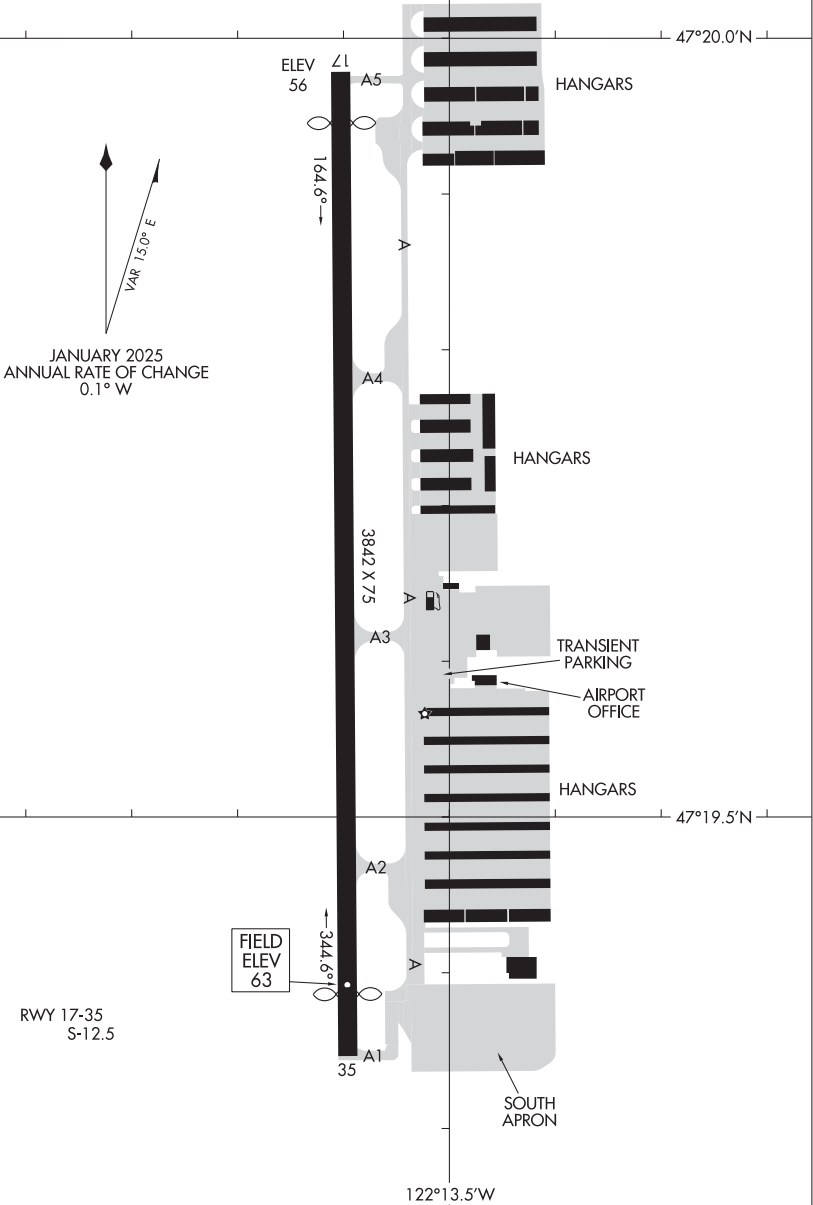 47°20.0'N
17
ELEV
56
A5
HANGARS
164.6°
A
VAR 15.0° E
JANUARY 2025
ANNUAL RATE OF CHANGE
0.1° W
A4
HANGARS
3842 X 75
A
A3
TRANSIENT
PARKING
AIRPORT
OFFICE
HANGARS
47°19.5'N
A2
344.6°
A
FIELD
ELEV
63
RWY 17-35
S-12.5
A1
35
SOUTH
APRON
122°13.5'W